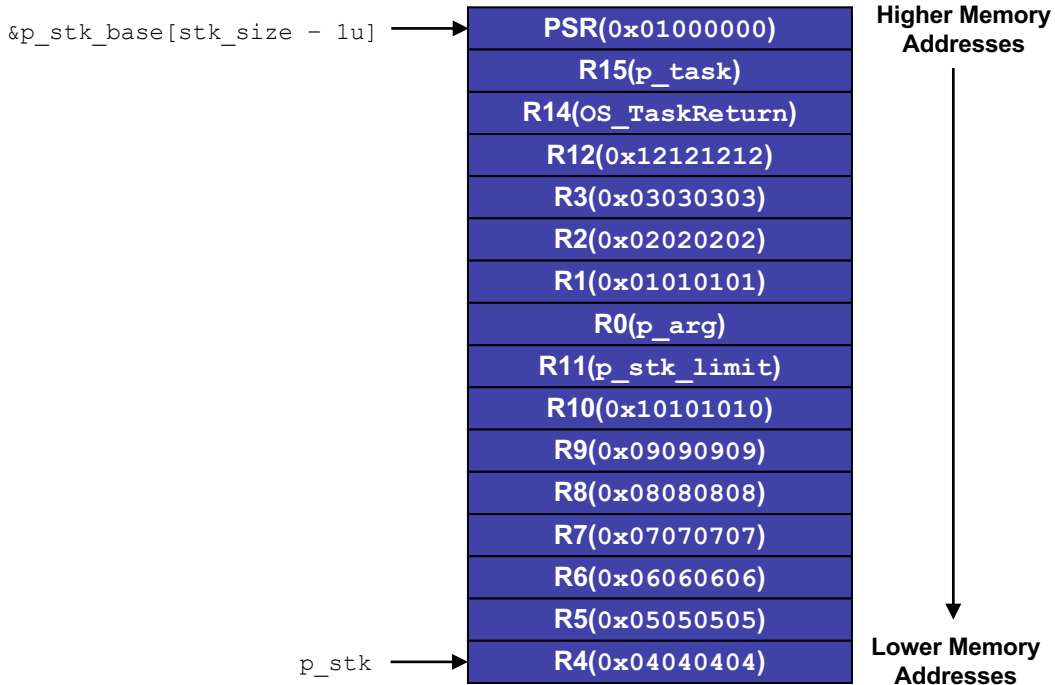 &p_stk_base[stk_size – 1u]
PSR(0x01000000)
Higher Memory
Addresses
R15(p_task)
R14(OS_TaskReturn)
R12(0x12121212)
R3(0x03030303)
R2(0x02020202)
R1(0x01010101)
R0(p_arg)
R11(p_stk_limit)
R10(0x10101010)
R9(0x09090909)
R8(0x08080808)
R7(0x07070707)
R6(0x06060606)
R5(0x05050505)
p_stk
R4(0x04040404)
Lower Memory
Addresses